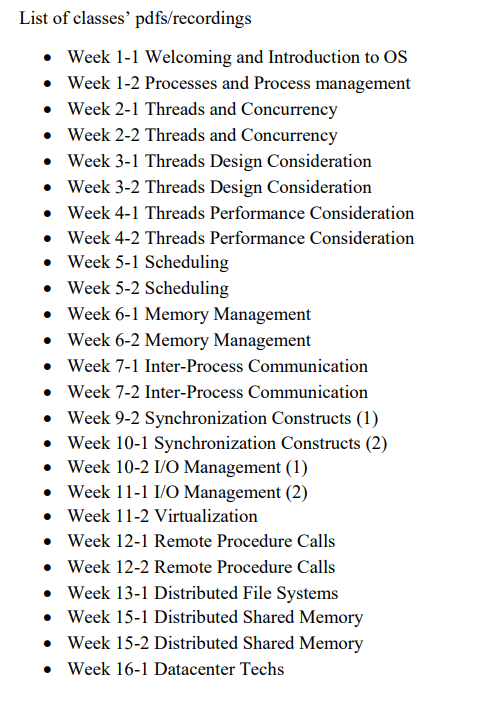 List of classes’ pdfs/recordings
• Week 1-1 Welcoming and Introduction to OS
• Week 1-2 Processes and Process management
• Week 2-1 Threads and Concurrency
• Week 2-2 Threads and Concurrency
• Week 3-1 Threads Design Consideration
• Week 3-2 Threads Design Consideration
• Week 4-1 Threads Performance Consideration
• Week 4-2 Threads Performance Consideration
• Week 5-1 Scheduling
• Week 5-2 Scheduling
• Week 6-1 Memory Management
• Week 6-2 Memory Management
• Week 7-1 Inter-Process Communication
• Week 7-2 Inter-Process Communication
• Week 9-2 Synchronization Constructs (1)
• Week 10-1 Synchronization Constructs (2)
• Week 10-2 I/O Management (1)
• Week 11-1 I/O Management (2)
• Week 11-2 Virtualization
• Week 12-1 Remote Procedure Calls
• Week 12-2 Remote Procedure Calls
• Week 13-1 Distributed File Systems
• Week 15-1 Distributed Shared Memory
• Week 15-2 Distributed Shared Memory
• Week 16-1 Datacenter Techs